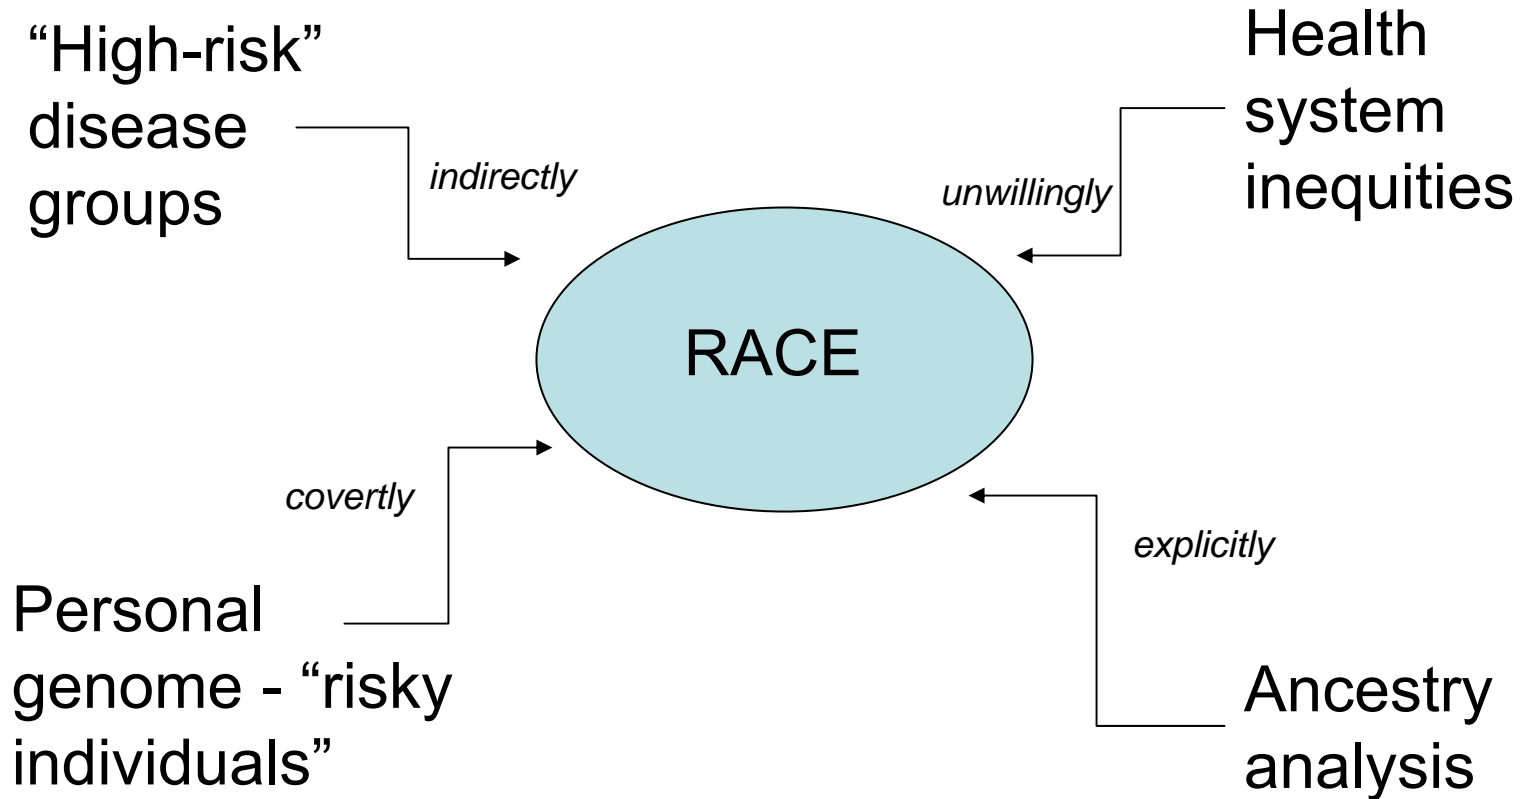 “High-risk”
disease
groups
indirectly
Health
system
inequities
unwillingly
RACE
covertly
Personal
genome - “risky
individuals”
explicitly
Ancestry
analysis